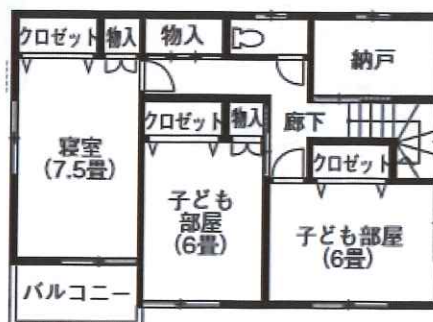 クロゼット
物入
物入
納戸
寝室
(7.5畳)
クロゼット
物入
廊下
クロゼット
子ども
部屋
(6畳)
子ども部屋
(6畳)
バルコニー